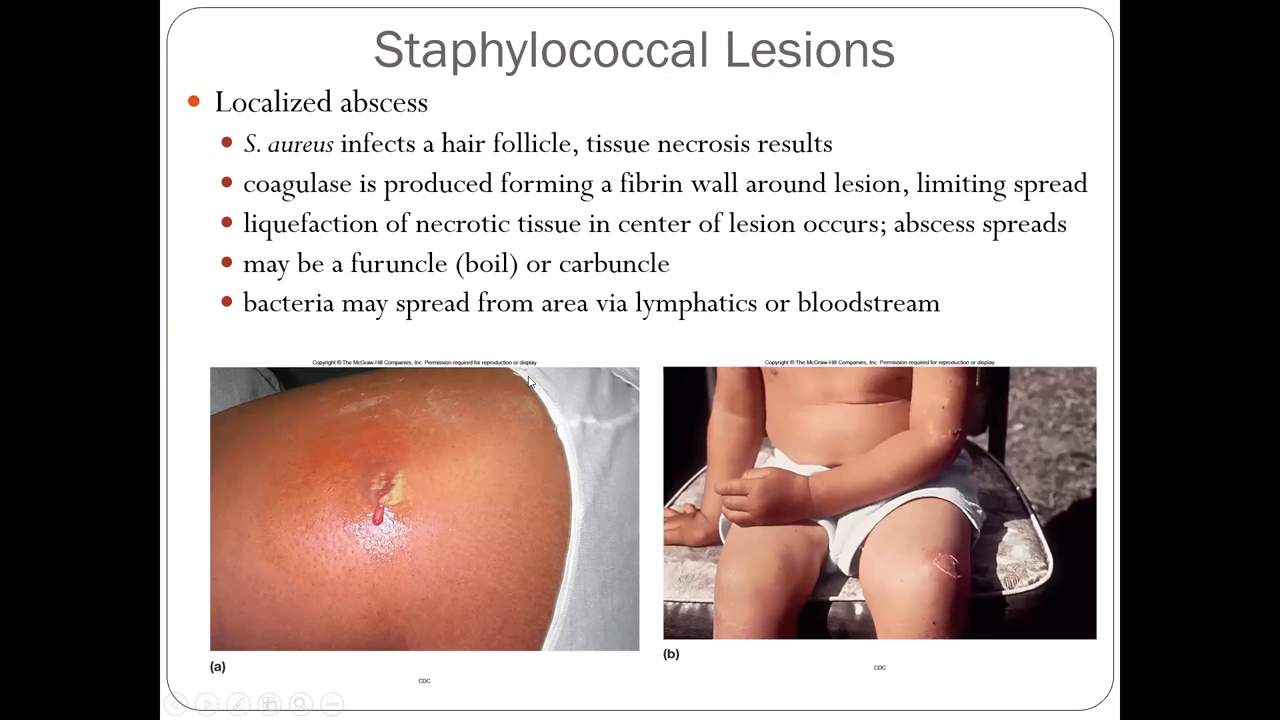 Staphylococcal Lesions
Localized abscess
S. aureus infects a hair follicle, tissue necrosis results
coagulase is produced forming a fibrin wall around lesion, limiting spread
liquefaction of necrotic tissue in center of lesion occurs; abscess spreads
may be a furuncle (boil) or carbuncle
bacteria may spread from area via lymphatics or bloodstream
Copyright © The McGraw-Hill Companies, Inc. Permission required for reproduction or display
Copyright © The McGraw-Hill Companies, Inc. Permission required for reproduction or display
(a)
CDC
(b)
CDC